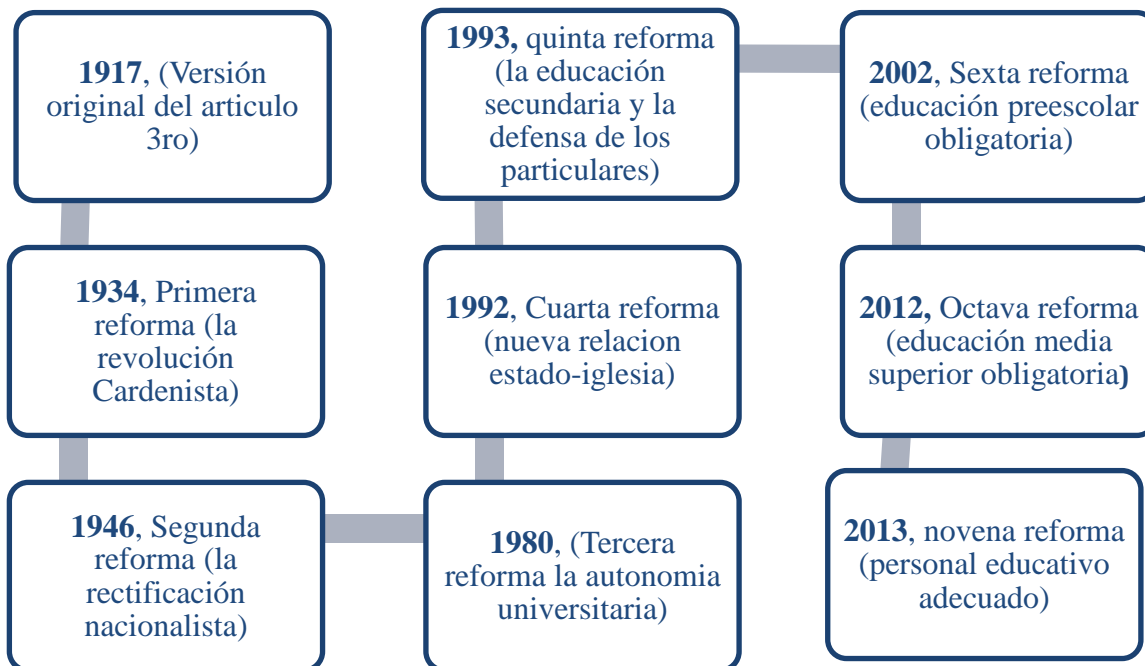 1917, (Versión
original del articulo
3ro)
1934, Primera
reforma (la
revolución
Cardenista)
1946, Segunda
reforma (la
rectificación
nacionalista)
1980, (Tercera
reforma la autonomia
universitaria)
1992, Cuarta reforma
(nueva relacion
estado-iglesia)
1993, quinta reforma
(la educación
secundaria y la
defensa de los
particulares)
2002, Sexta reforma
(educación preescolar
obligatoria)
2012, Octava reforma
(educación media
superior obligatoria)
2013, novena reforma
(personal educativo
adecuado)